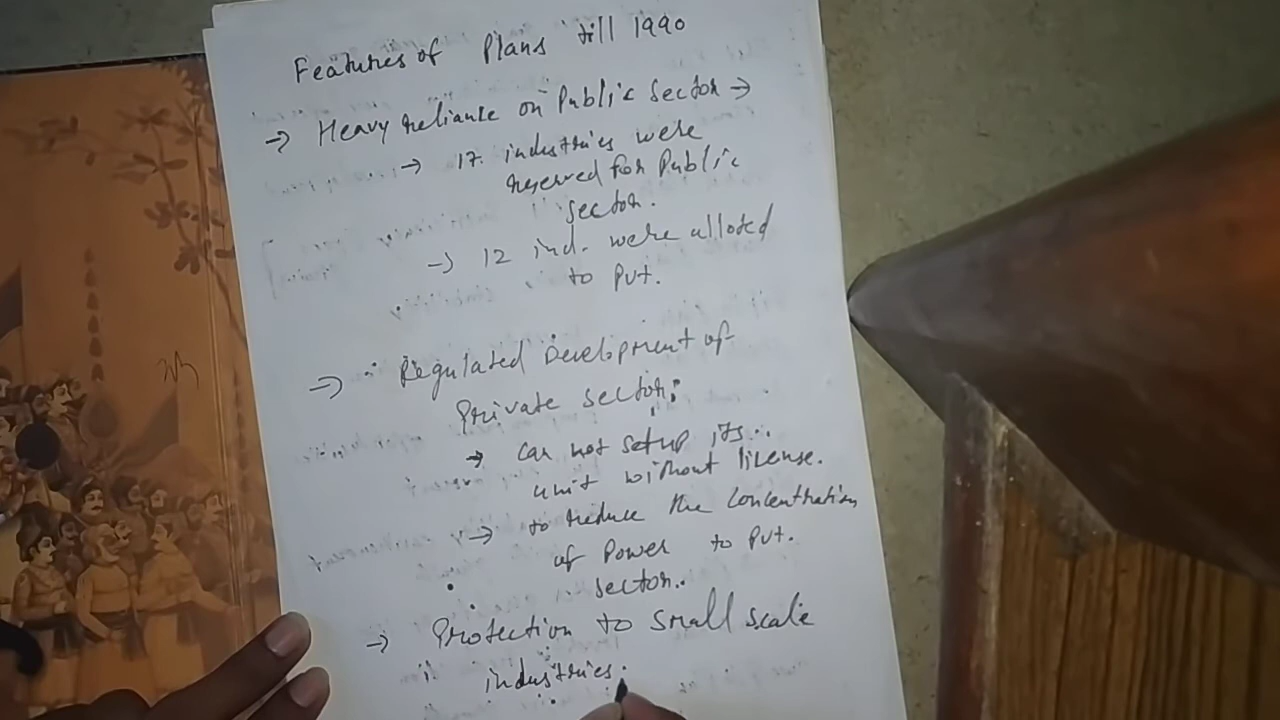 Features of Plans till 1990
→ Heavy reliance on Public Sector →
→ 17 industries were
reserved for Public
sector.
→ 12 ind. were alloted
to Pvt.
→ Regulated Development of
Private sector:
→ can not setup its..
unit without license.
→ to reduce the concentration
of Power to Pvt.
sector..
→ Protection to small scale
industries.